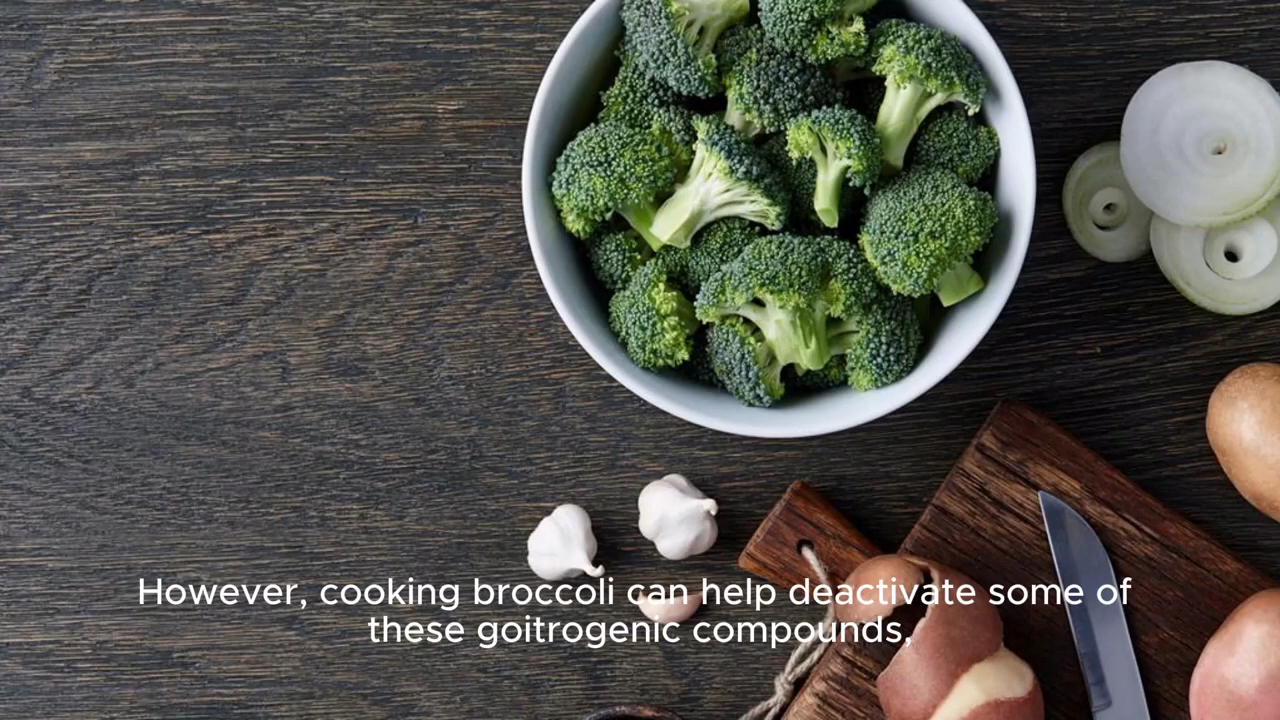 However, cooking broccoli can help deactivate some of
these goitrogenic compounds,